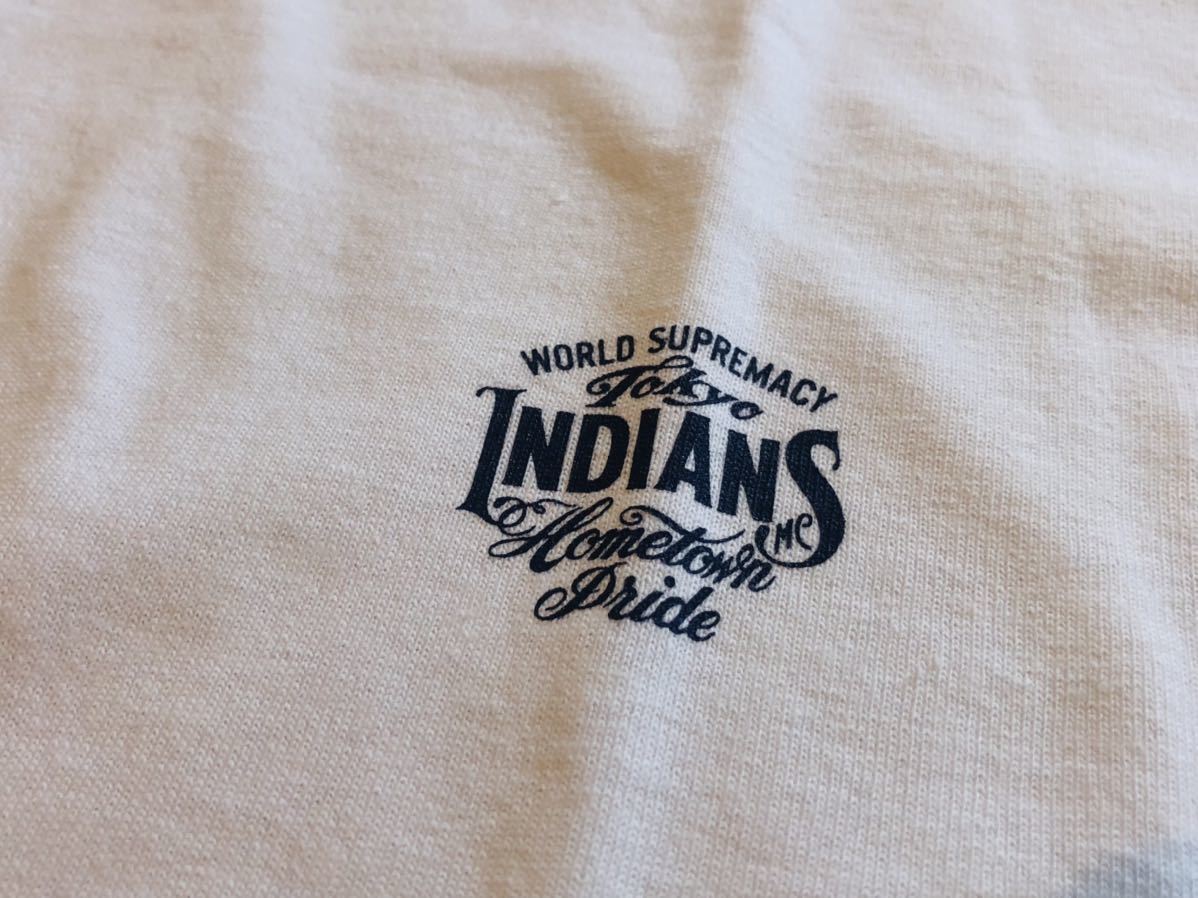 WORLD SUPREMACY
Tokyo
INDIANS
MC
Hometown
Pride